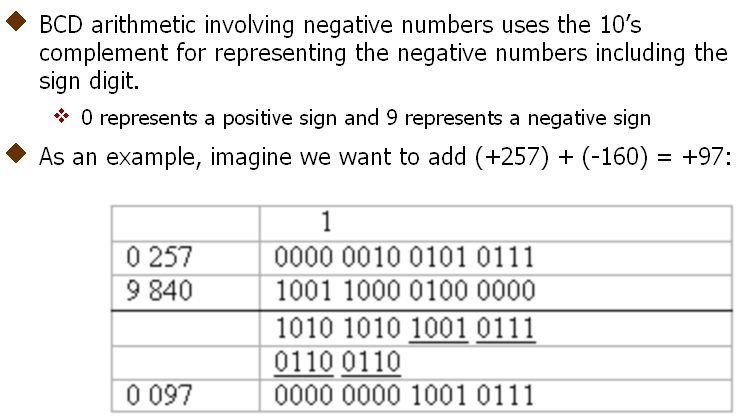 BCD arithmetic involving negative numbers uses the 10's
complement for representing the negative numbers including the
sign digit.
0 represents a positive sign and 9 represents a negative sign
As an example, imagine we want to add (+257) + (-160) = +97:
1
0 257 0000 0010 0101 0111
9 840 1001 1000 0100 0000
1010 1010 1001 0111
0110 0110
0 097 0000 0000 1001 0111